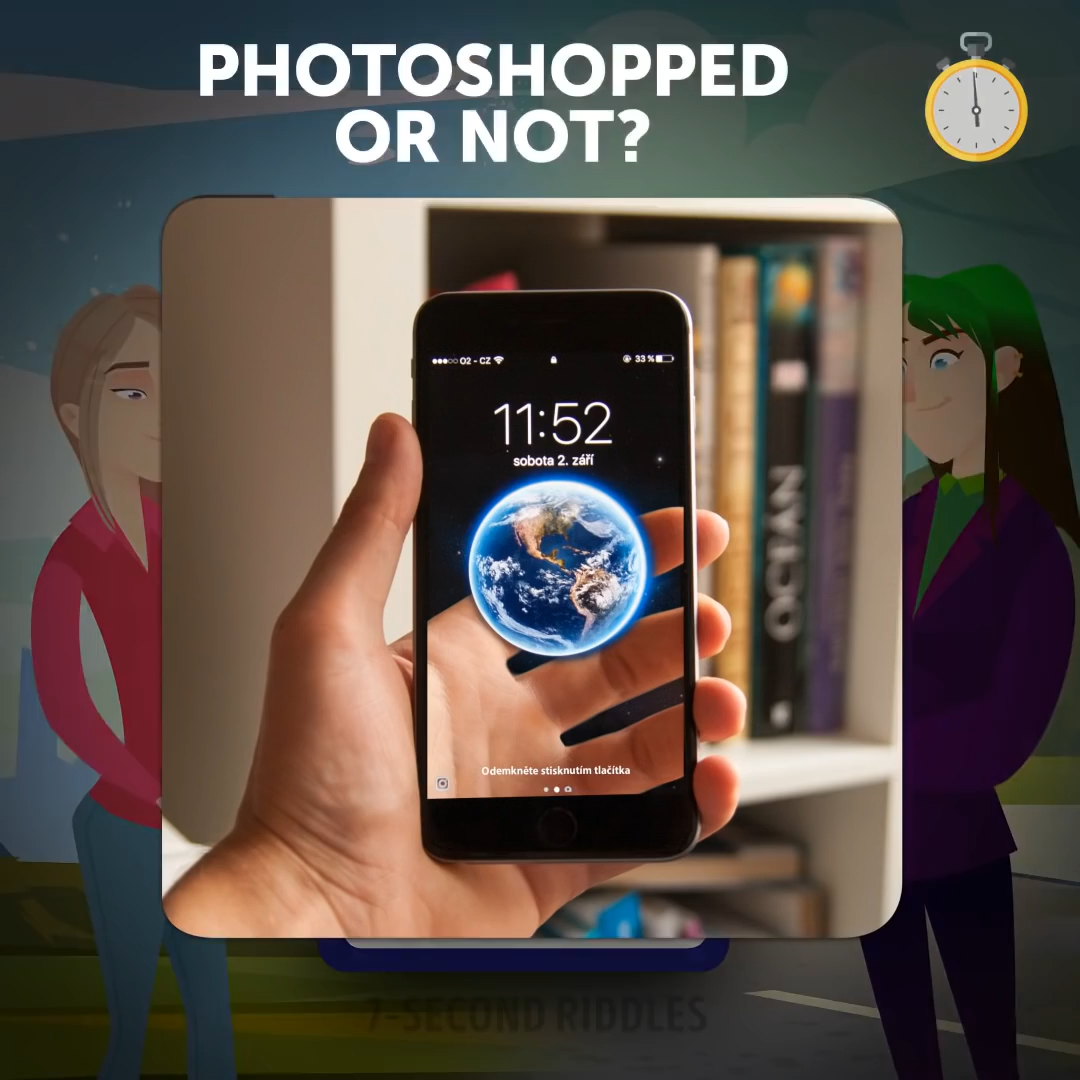 PHOTOSHOPPED
OR NOT?
O2 - CZ
33 %
11:52
sobota 2. září
Odemkněte stisknutím tlačítka
OCEAN
7-SECOND RIDDLES